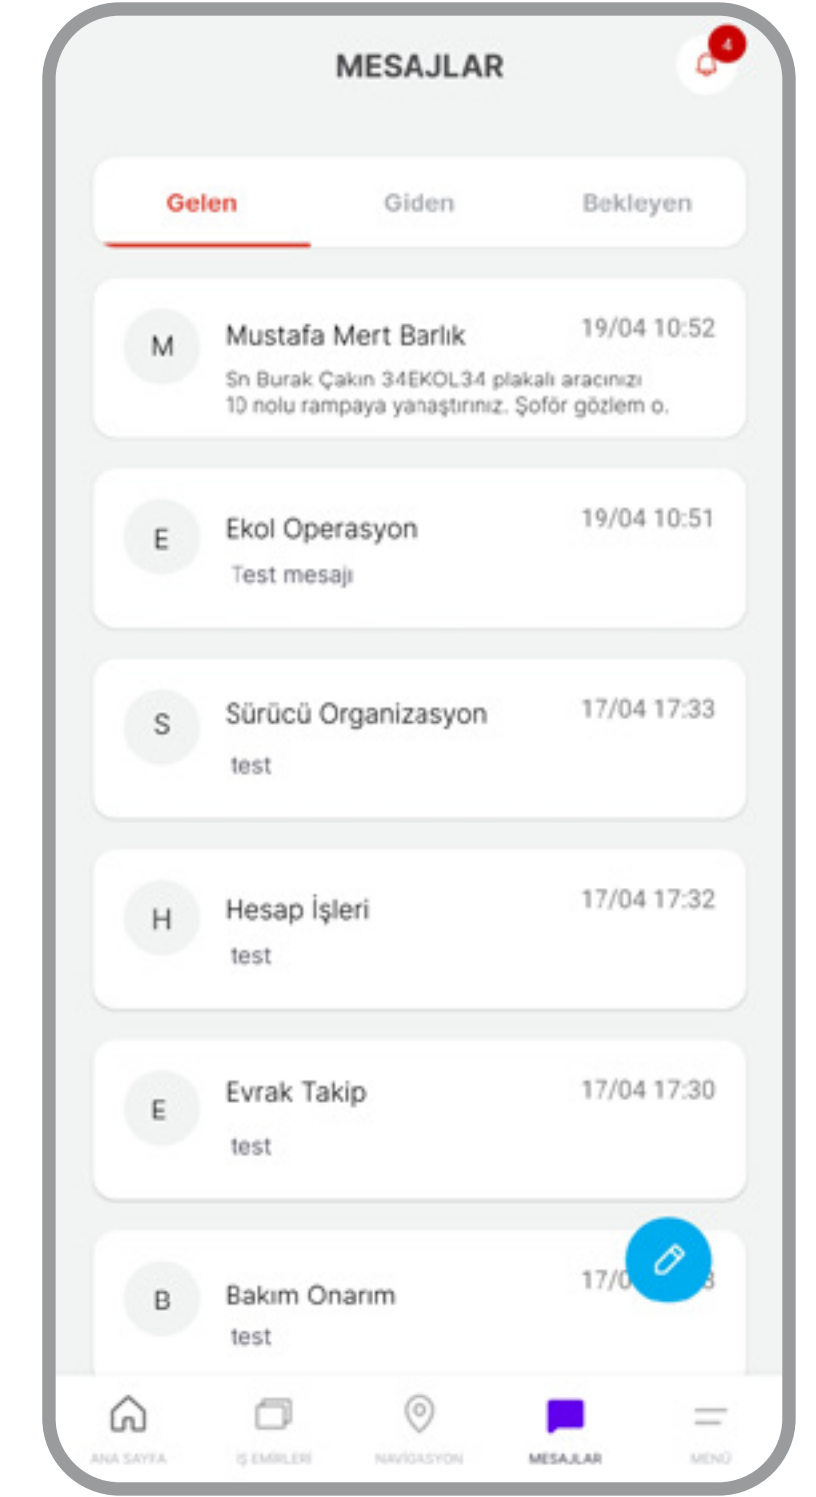 MESAJLAR
4
Gelen
Giden
Bekleyen
M
Mustafa Mert Barlık
19/04 10:52
Sn Burak Çakın 34EKOL34 plakalı aracınızı
10 nolu rampaya yanaştırınız. Şoför gözlem o.
E
Ekol Operasyon
19/04 10:51
Test mesajı
S
Sürücü Organizasyon
17/04 17:33
test
H
Hesap İşleri
17/04 17:32
test
E
Evrak Takip
17/04 17:30
test
B
Bakım Onarım
17/0
test
ANA SAYFA
İŞ EMİRLERİ
NAVİGASYON
MESAJLAR
MENÜ